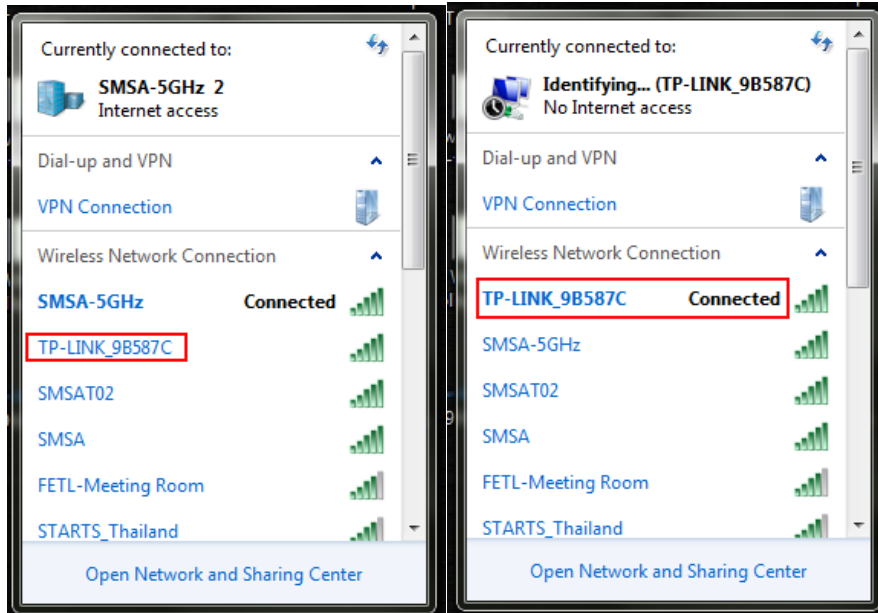 Currently connected to:
SMSA-5GHz 2
Internet access
Dial-up and VPN
VPN Connection
Wireless Network Connection
SMSA-5GHz Connected
TP-LINK_9B587C
SMSAT02
SMSA
FETL-Meeting Room
STARTS_Thailand
Open Network and Sharing Center
Currently connected to:
Identifying... (TP-LINK_9B587C)
No Internet access
Dial-up and VPN
VPN Connection
Wireless Network Connection
TP-LINK_9B587C Connected
SMSA-5GHz
SMSAT02
SMSA
FETL-Meeting Room
STARTS_Thailand
Open Network and Sharing Center